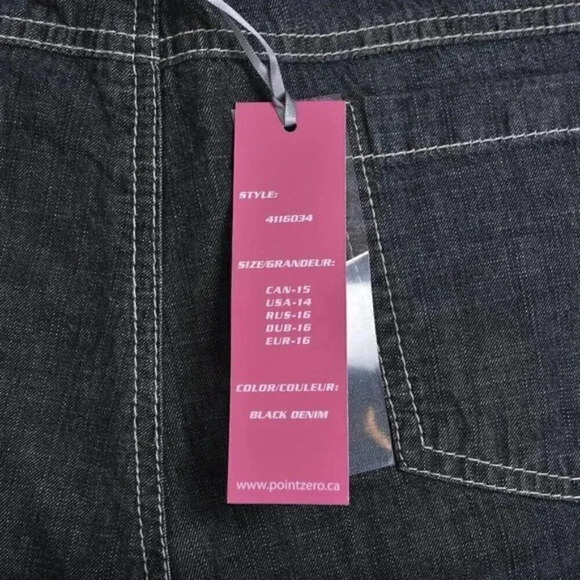 STYLE:
4116034
SIZE/GRANDEUR:
CAN-15
USA-14
RUS-16
DUB-16
EUR-16
COLOR/COULEUR:
BLACK DENIM
www.pointzero.ca